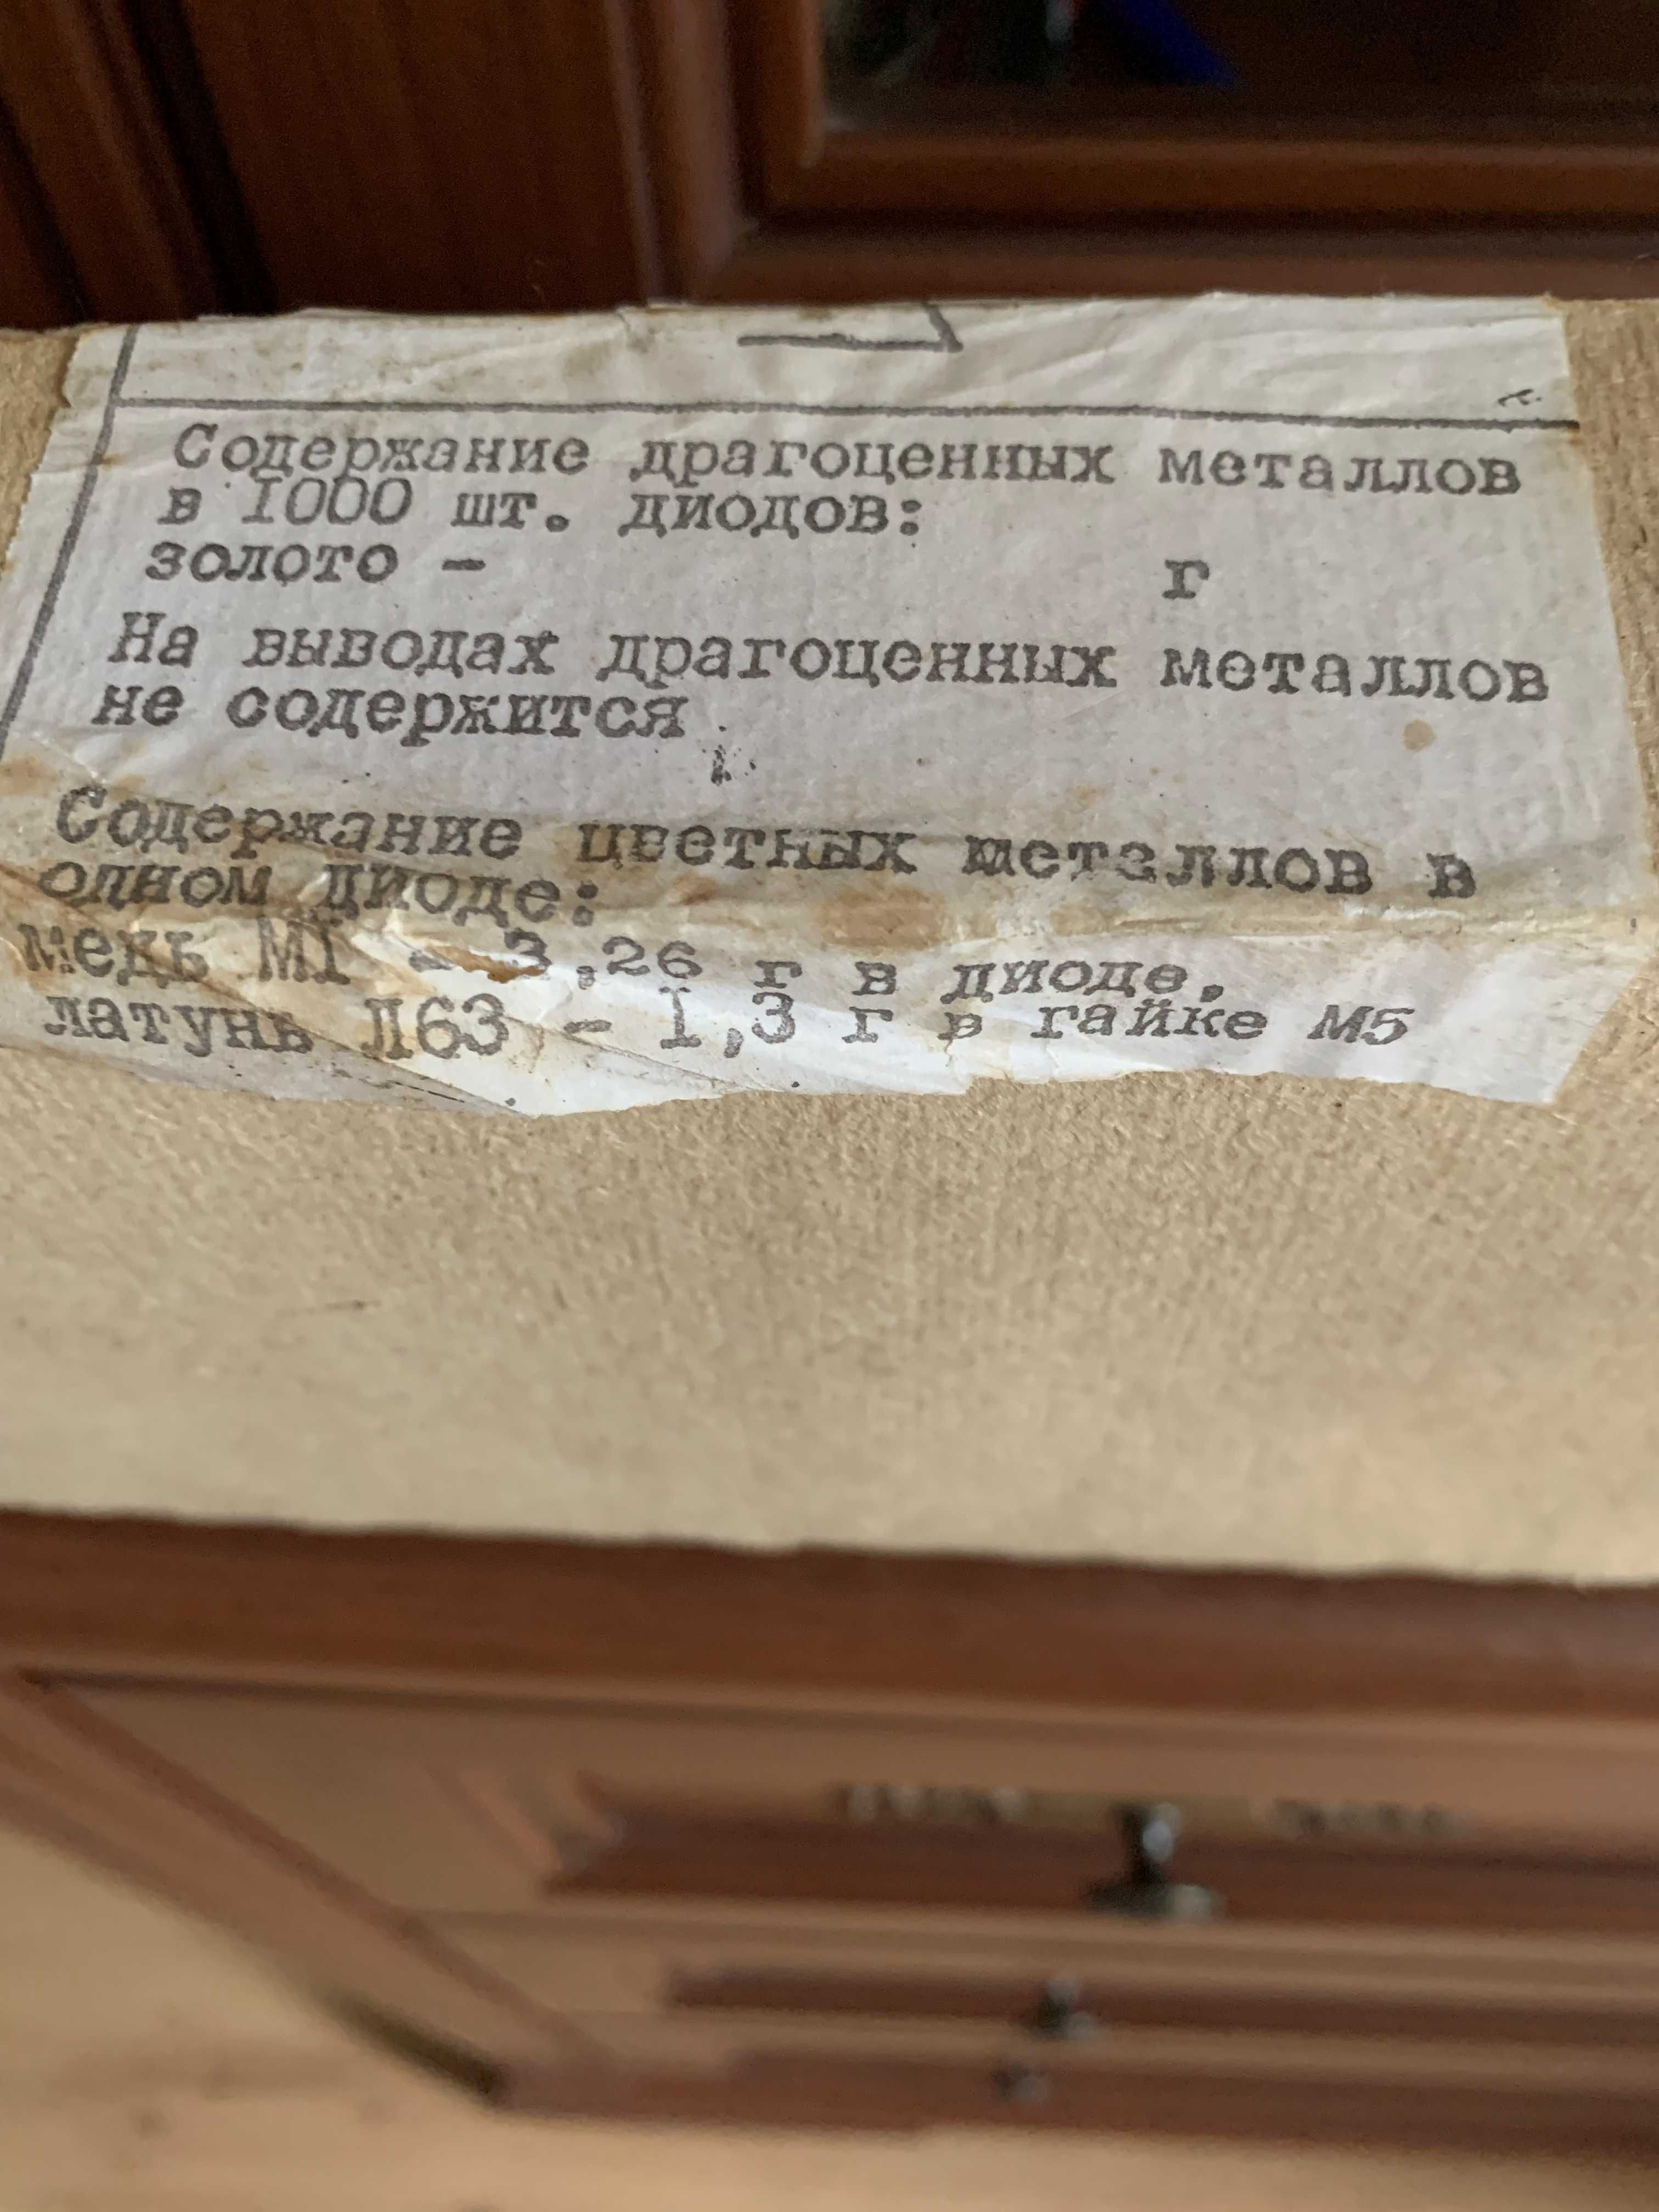 Содержание драгоценных металлов
в 1000 шт. диодов:
золото - г
На выводах драгоценных металлов
не содержится
Содержание цветных металлов в
одном диоде:
медь М1 - 3,26 г в диоде.
латунь Л63 - 1,3 г в гайке М5